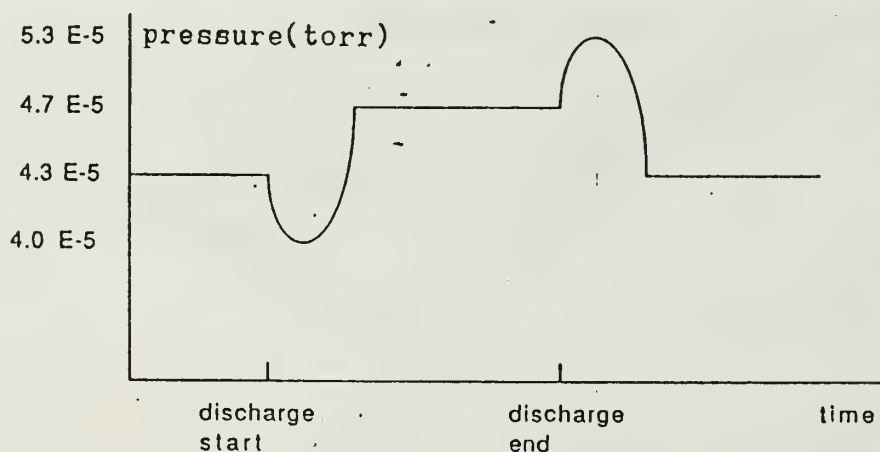 5.3 E-5
pressure(torr)
4.7 E-5
4.3 E-5
4.0 E-5
discharge start
discharge end
time